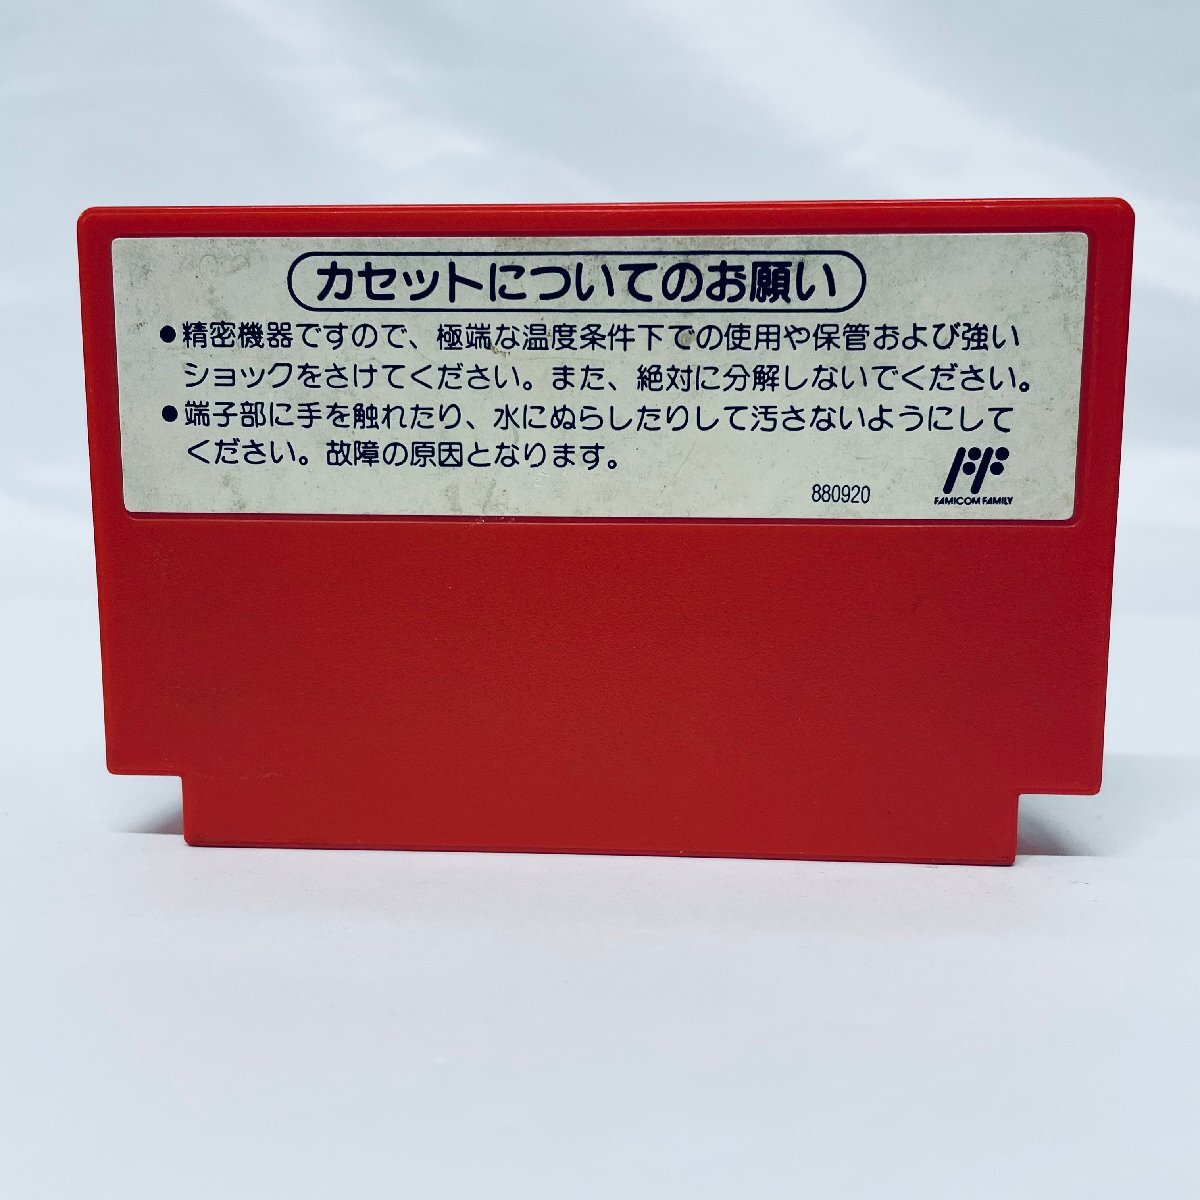 カセットについてのお願い
●精密機器ですので、極端な温度条件下での使用や保管および強い
ショックをさけてください。また、絶対に分解しないでください。
●端子部に手を触れたり、水にぬらしたりして汚さないようにして
ください。故障の原因となります。
880920
FF
FAMICOM FAMILY